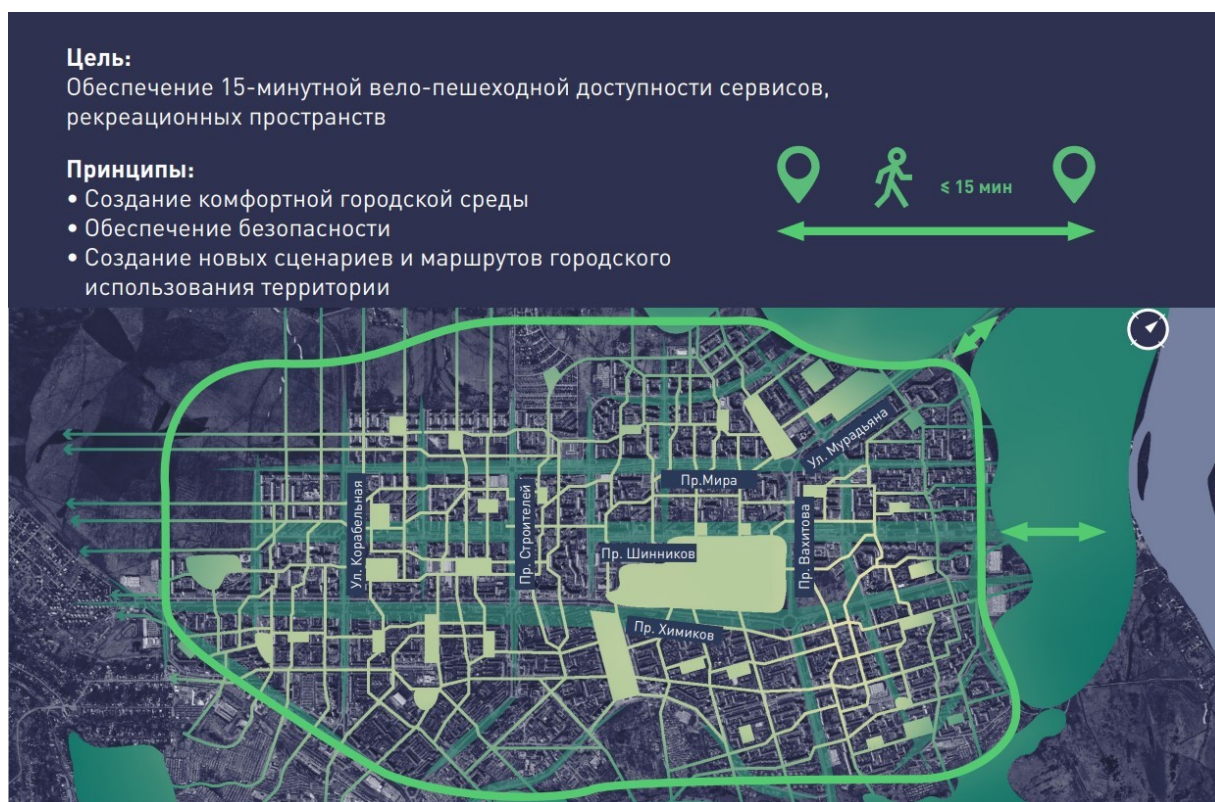 Цель:
Обеспечение 15-минутной вело-пешеходной доступности сервисов,
рекреационных пространств
Принципы:
• Создание комфортной городской среды
• Обеспечение безопасности
• Создание новых сценариев и маршрутов городского
использования территории
≤ 15 мин
Ул. Мурадьяна
Пр.Мира
Ул. Корабельная
Пр. Строителей
Пр. Вахитова
Пр. Шинников
Пр. Химиков